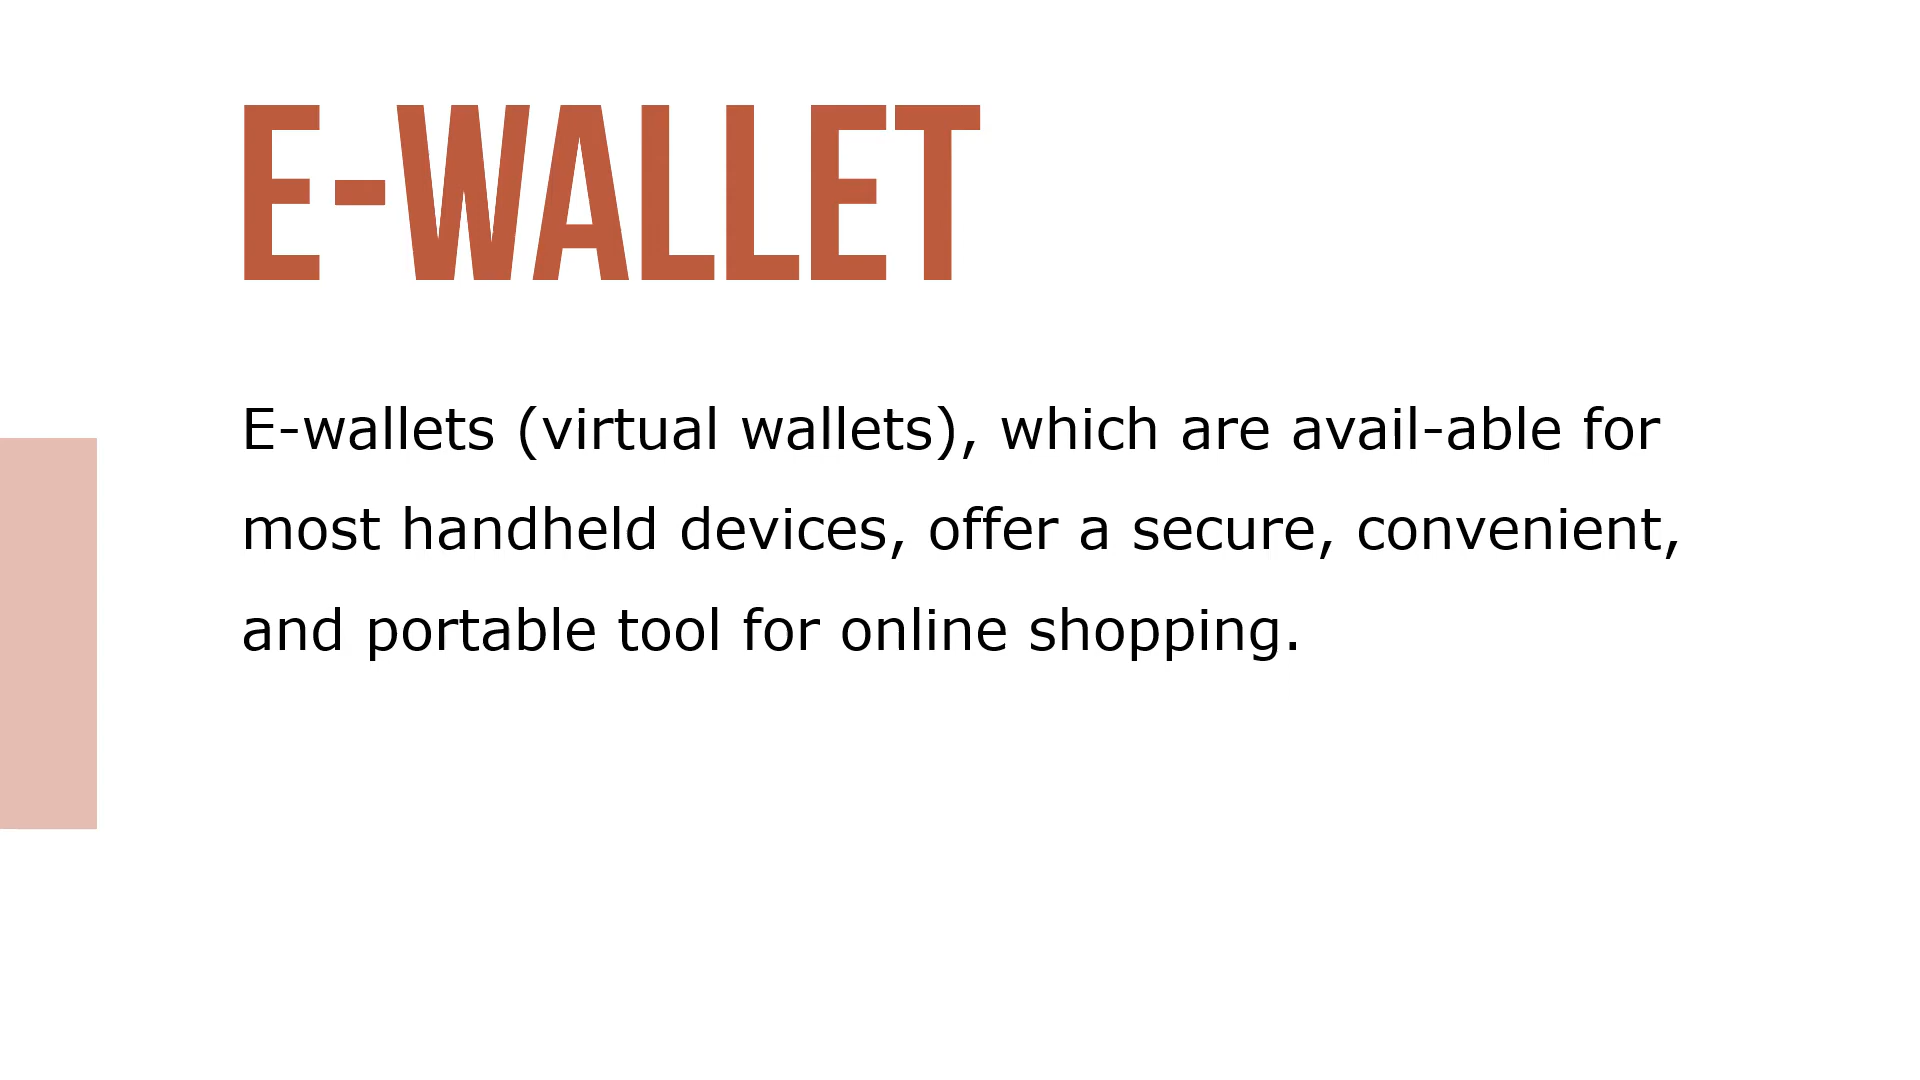 E-WALLET
E-wallets (virtual wallets), which are avail-able for
most handheld devices, offer a secure, convenient,
and portable tool for online shopping.